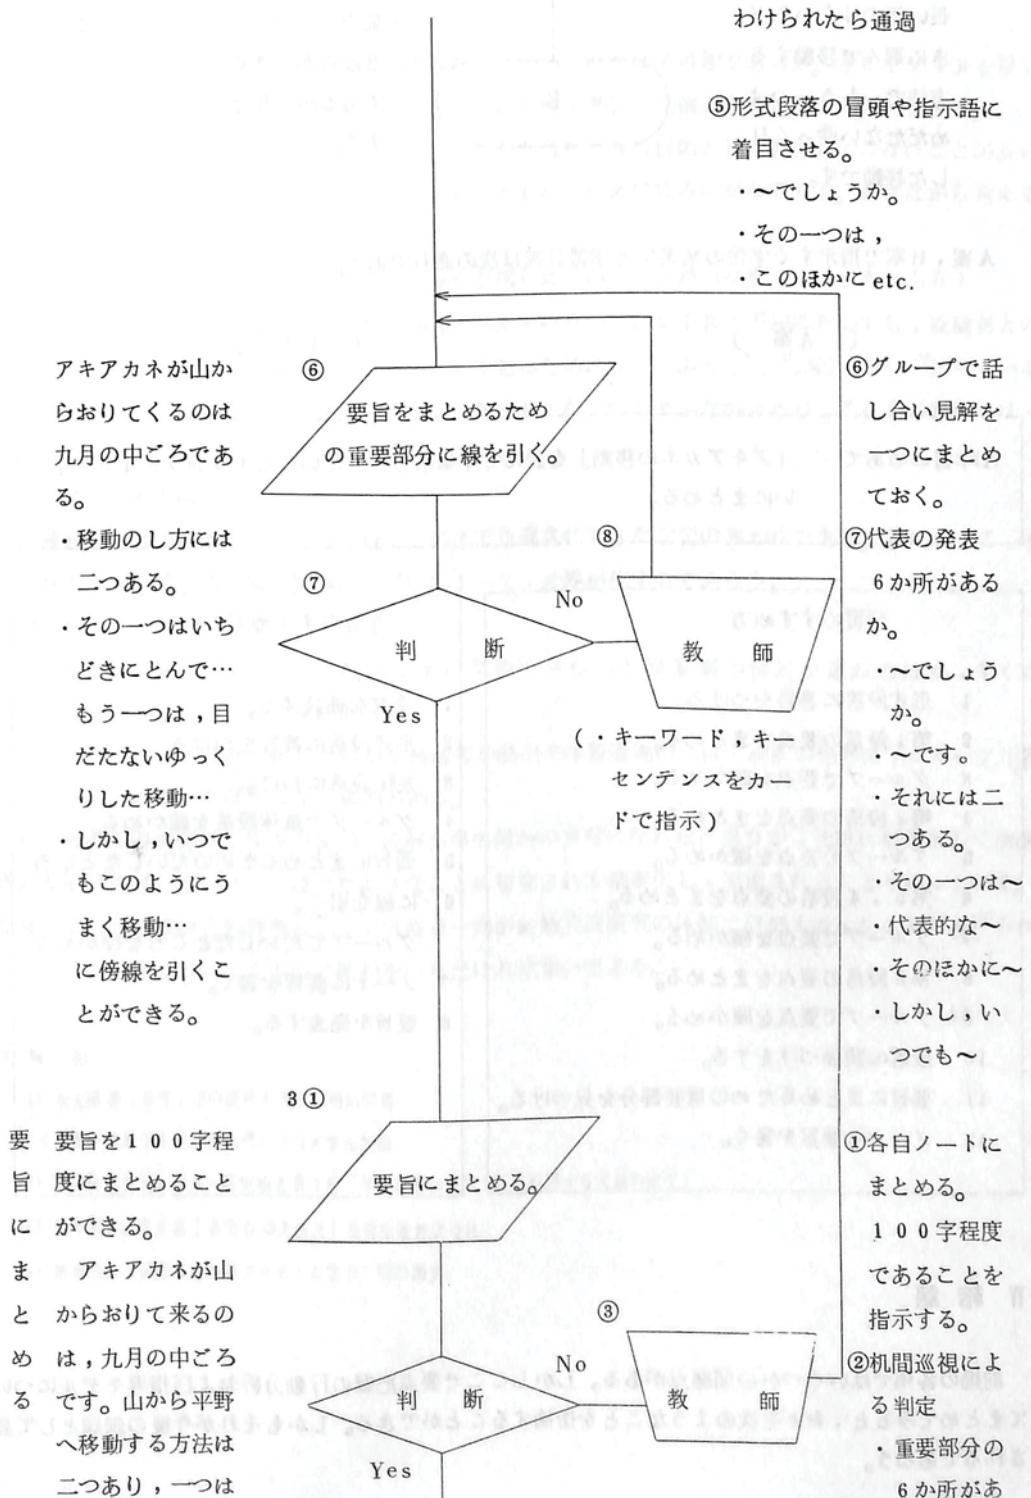 わけられたら通過
⑤形式段落の冒頭や指示語に
着目させる。
・～でしょうか。
・その一つは，
・このほかに etc.
アキアカネが山か
らおりてくるのは
九月の中ごろであ
る。
・移動のし方には
二つある。
・その一つはいち
どきにとんで…
もう一つは，目
だたないゆっく
りした移動…
・しかし，いつで
もこのようにう
まく移動…
に傍線を引くこ
とができる。
⑥
要旨をまとめるため
の重要部分に線を引く。
⑦
判 断
No
Yes
⑧
教 師
(・キーワード，キー
センテンスをカー
ドで指示)
⑥グループで話
し合い見解を
一つにまとめ
ておく。
⑦代表の発表
6か所がある
か。
・～でしょう
か。
・～です。
・それには二
つある。
・その一つは～
・代表的な～
・そのほかに～
・しかし，い
つでも～
要旨にまとめる
要旨を100字程
度にまとめること
ができる。
アキアカネが山
からおりて来るの
は，九月の中ごろ
です。山から平野
へ移動する方法は
二つあり，一つは
3①
要旨にまとめる。
判 断
No
Yes
③
教 師
①各自ノートに
まとめる。
100字程度
であることを
指示する。
②机間巡視によ
る判定
・重要部分の
6か所があ